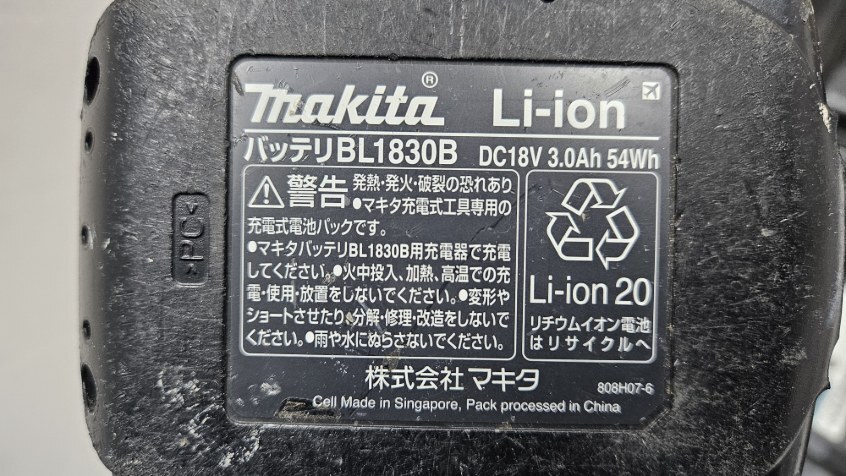 makita®
Li-ion
バッテリBL1830B DC18V 3.0Ah 54Wh
警告 発熱・発火・破裂の恐れあり
●マキタ充電式工具専用の
充電式電池パックです。
●マキタバッテリBL1830B用充電器で充電
してください。●火中投入、加熱、高温での充
電・使用・放置をしないでください。●変形や
ショートさせたり、分解・修理・改造をしないで
ください。●雨や水にぬらさないでください。
Li-ion 20
リチウムイオン電池
はリサイクルへ
株式会社マキタ
808H07-6
Cell Made in Singapore, Pack processed in China